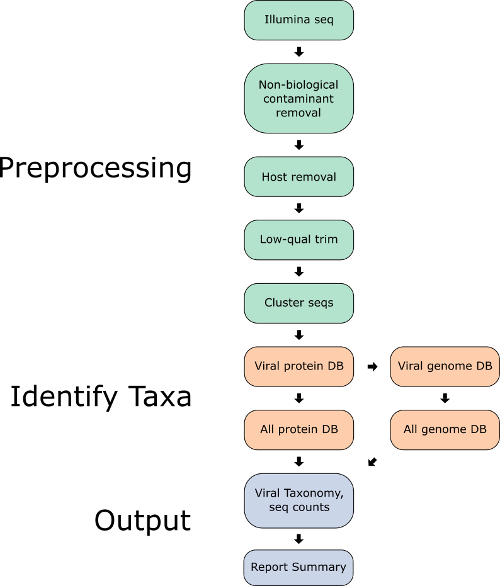 Illumina seq
Non-biological
contaminant
removal
Preprocessing
Host removal
Low-qual trim
Cluster seqs
Viral protein DB
Viral genome DB
Identify Taxa
All protein DB
All genome DB
Viral Taxonomy,
seq counts
Output
Report Summary